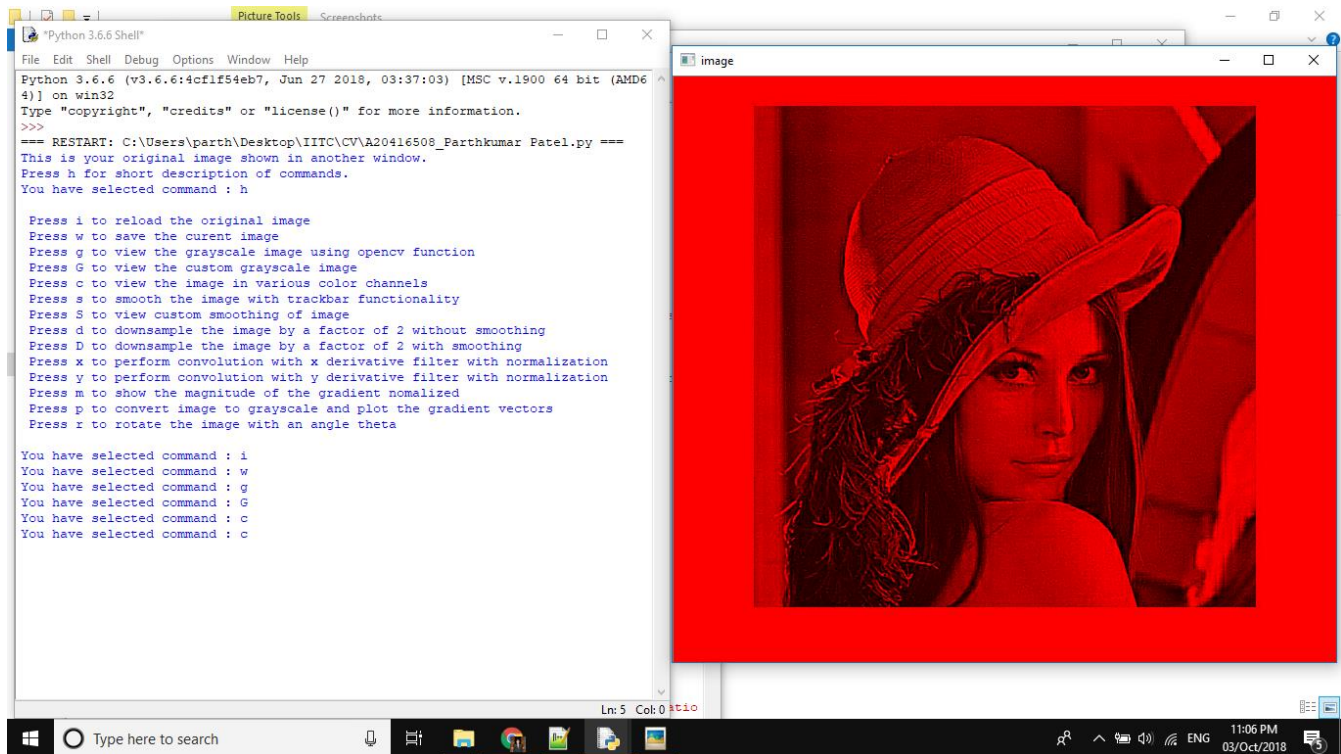 Picture Tools
Screenshots
*Python 3.6.6 Shell*
File Edit Shell Debug Options Window Help
Python 3.6.6 (v3.6.6:4cf1f54eb7, Jun 27 2018, 03:37:03) [MSC v.1900 64 bit (AMD6
4)] on win32
Type "copyright", "credits" or "license()" for more information.
>>>
=== RESTART: C:\Users\parth\Desktop\IITC\CV\A20416508_Parthkumar Patel.py ===
This is your original image shown in another window.
Press h for short description of commands.
You have selected command : h
Press i to reload the original image
Press w to save the curent image
Press g to view the grayscale image using opencv function
Press G to view the custom grayscale image
Press c to view the image in various color channels
Press s to smooth the image with trackbar functionality
Press S to view custom smoothing of image
Press d to downsample the image by a factor of 2 without smoothing
Press D to downsample the image by a factor of 2 with smoothing
Press x to perform convolution with x derivative filter with normalization
Press y to perform convolution with y derivative filter with normalization
Press m to show the magnitude of the gradient nomalized
Press p to convert image to grayscale and plot the gradient vectors
Press r to rotate the image with an angle theta
You have selected command : i
You have selected command : w
You have selected command : g
You have selected command : G
You have selected command : c
You have selected command : c
Ln: 5 Col: 0
atio
image
Type here to search
ENG
11:06 PM
03/Oct/2018
5